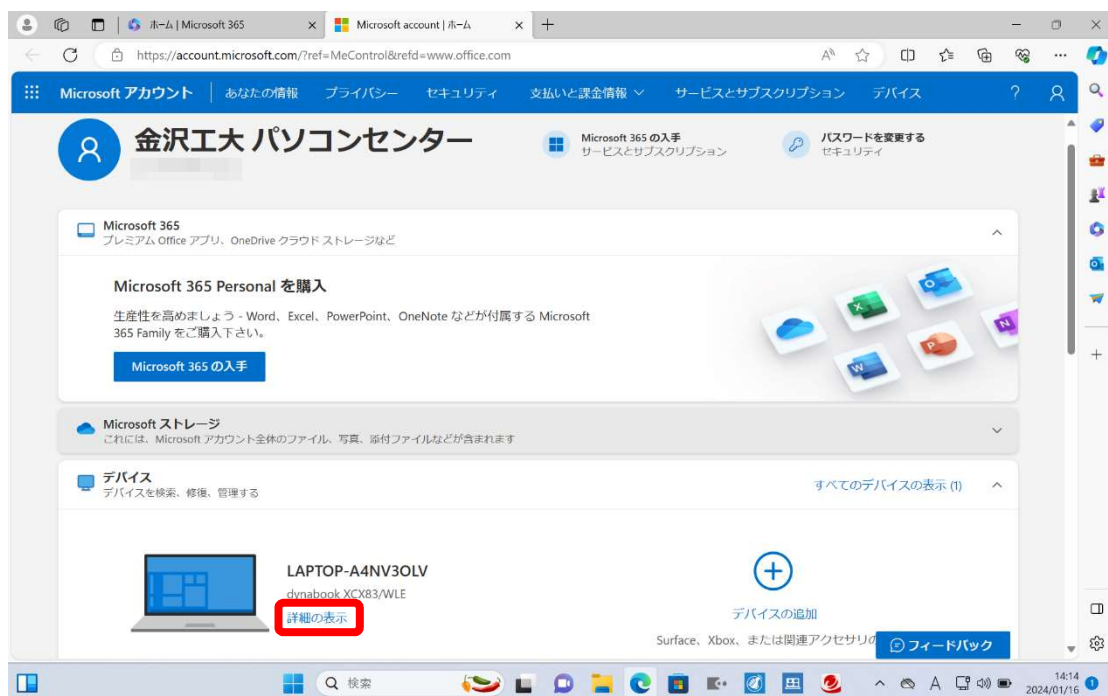 ホーム | Microsoft 365
Microsoft account | ホーム
https://account.microsoft.com/?ref=MeControl&refd=www.office.com
Microsoft アカウント あなたの情報 プライバシー セキュリティ 支払いと課金情報 サービスとサブスクリプション デバイス ?
金沢工大 パソコンセンター
Microsoft 365 の入手
サービスとサブスクリプション
パスワードを変更する
セキュリティ
Microsoft 365
プレミアム Office アプリ、OneDrive クラウド ストレージなど
Microsoft 365 Personal を購入
生産性を高めましょう - Word、Excel、PowerPoint、OneNote などが付属する Microsoft
365 Family をご購入下さい。
Microsoft 365 の入手
Microsoft ストレージ
これには、Microsoft アカウント全体のファイル、写真、添付ファイルなどが含まれます
デバイス
デバイスを検索、修復、管理する
すべてのデバイスの表示 (1)
LAPTOP-A4NV3OLV
dynabook XCX83/WLE
詳細の表示
デバイスの追加
Surface、Xbox、または関連アクセサリの
フィードバック
検索
A
14:14
2024/01/16
1